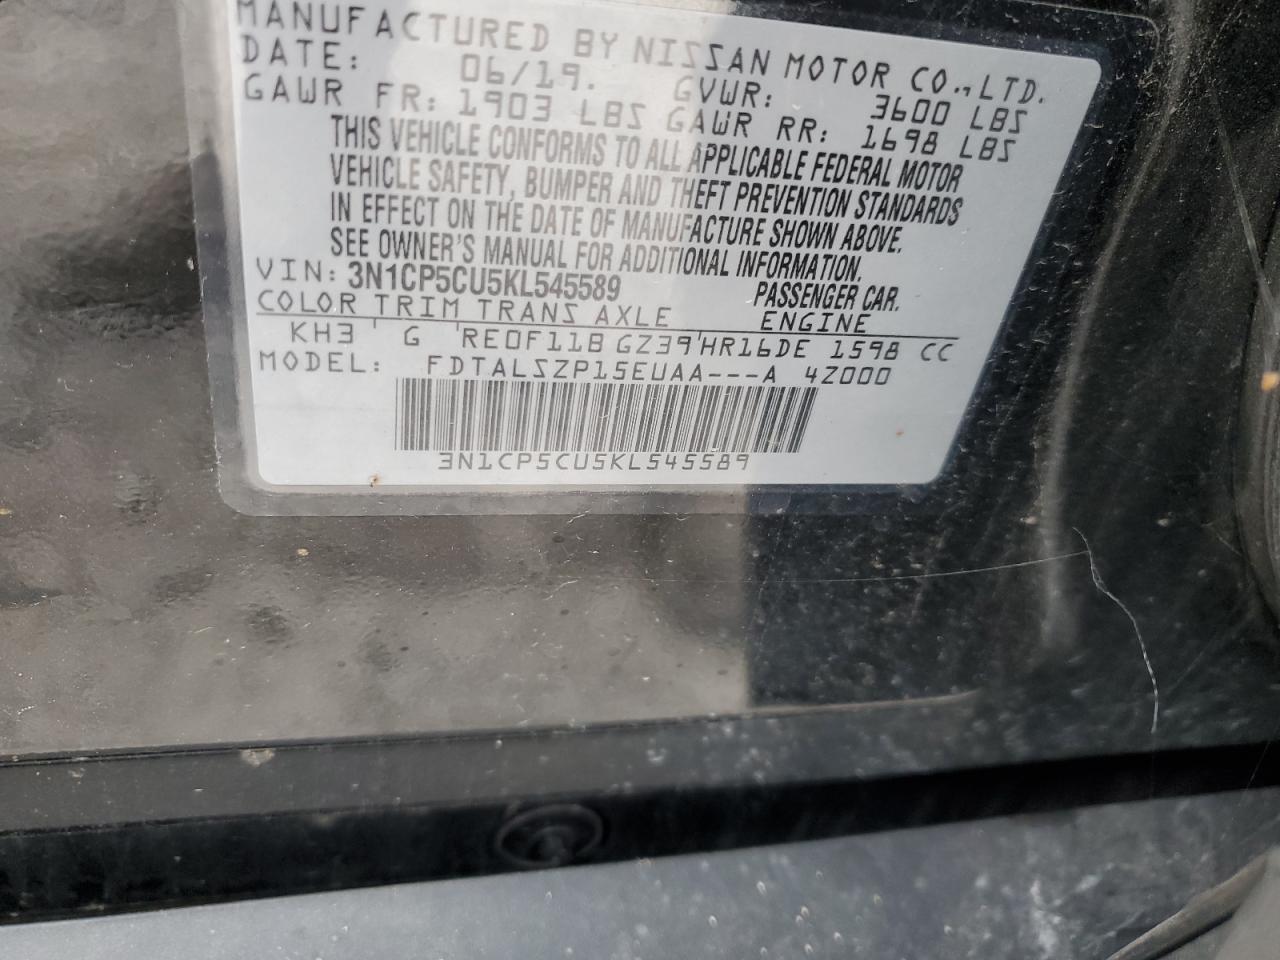 MANUFACTURED BY NISSAN MOTOR CO., LTD.
DATE: 06/19. GVWR: 3600 LBS
GAWR FR: 1903 LBS GAWR RR: 1698 LBS
THIS VEHICLE CONFORMS TO ALL APPLICABLE FEDERAL MOTOR
VEHICLE SAFETY, BUMPER AND THEFT PREVENTION STANDARDS
IN EFFECT ON THE DATE OF MANUFACTURE SHOWN ABOVE.
SEE OWNER'S MANUAL FOR ADDITIONAL INFORMATION.
VIN: 3N1CP5CU5KL545589 PASSENGER CAR.
COLOR TRIM TRANS AXLE ENGINE
KH3 G RE0F11B GZ39 HR16DE 1598 CC
MODEL: FDTALSZP15EUAA---A 4Z000
3N1CP5CU5KL545589